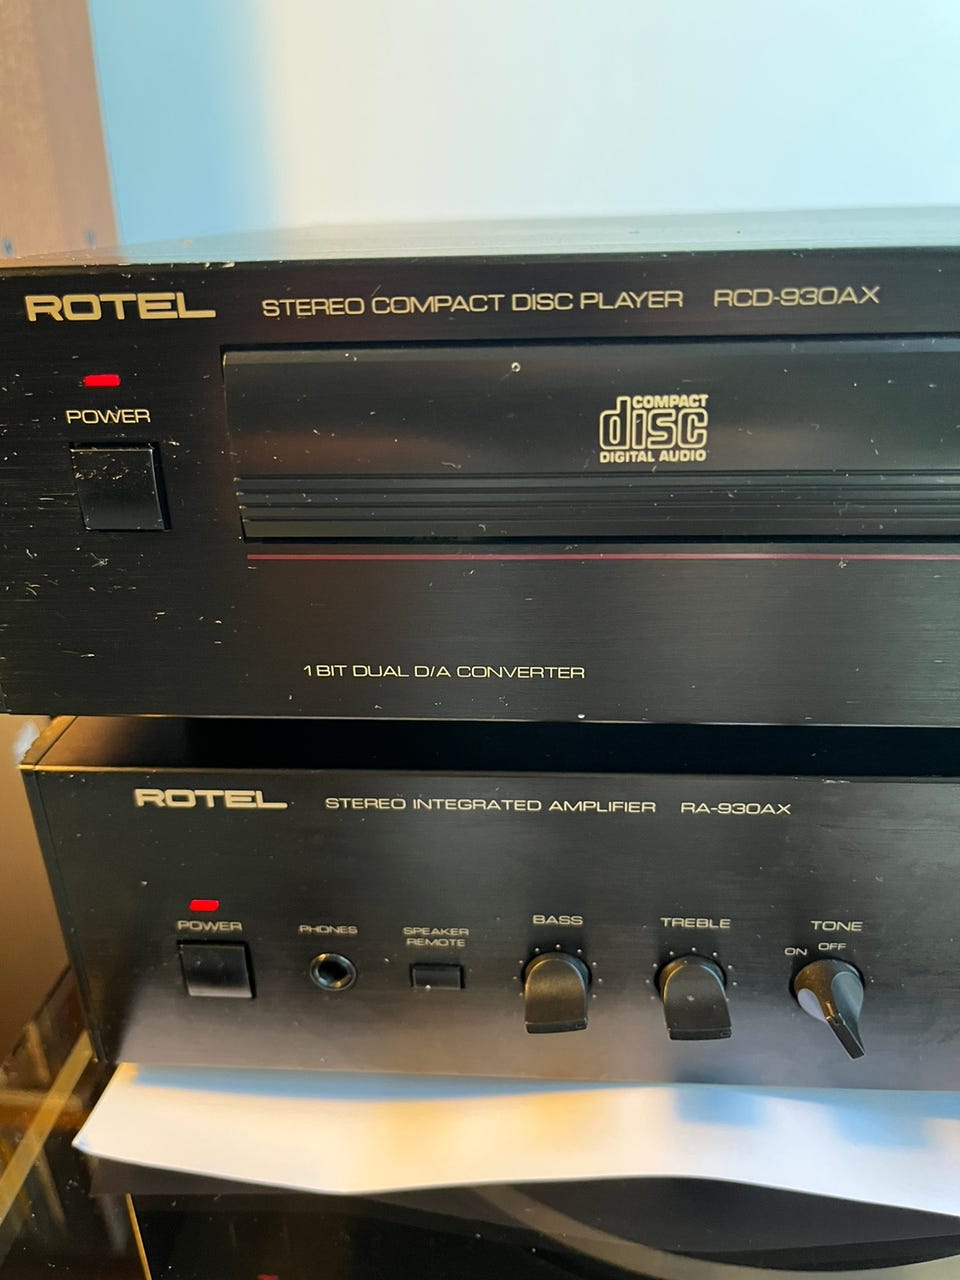 ROTEL STEREO COMPACT DISC PLAYER RCD-930AX
POWER
COMPACT
disc
DIGITAL AUDIO
1 BIT DUAL D/A CONVERTER
ROTEL STEREO INTEGRATED AMPLIFIER RA-930AX
POWER
PHONES
SPEAKER
REMOTE
BASS
TREBLE
TONE
ON OFF